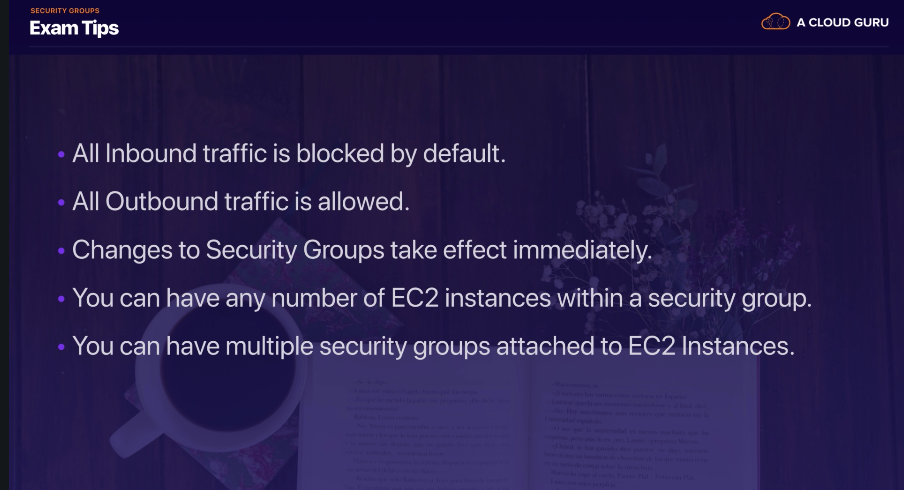 SECURITY GROUPS
Exam Tips
A CLOUD GURU
• All Inbound traffic is blocked by default.
• All Outbound traffic is allowed.
• Changes to Security Groups take effect immediately.
• You can have any number of EC2 instances within a security group.
• You can have multiple security groups attached to EC2 Instances.